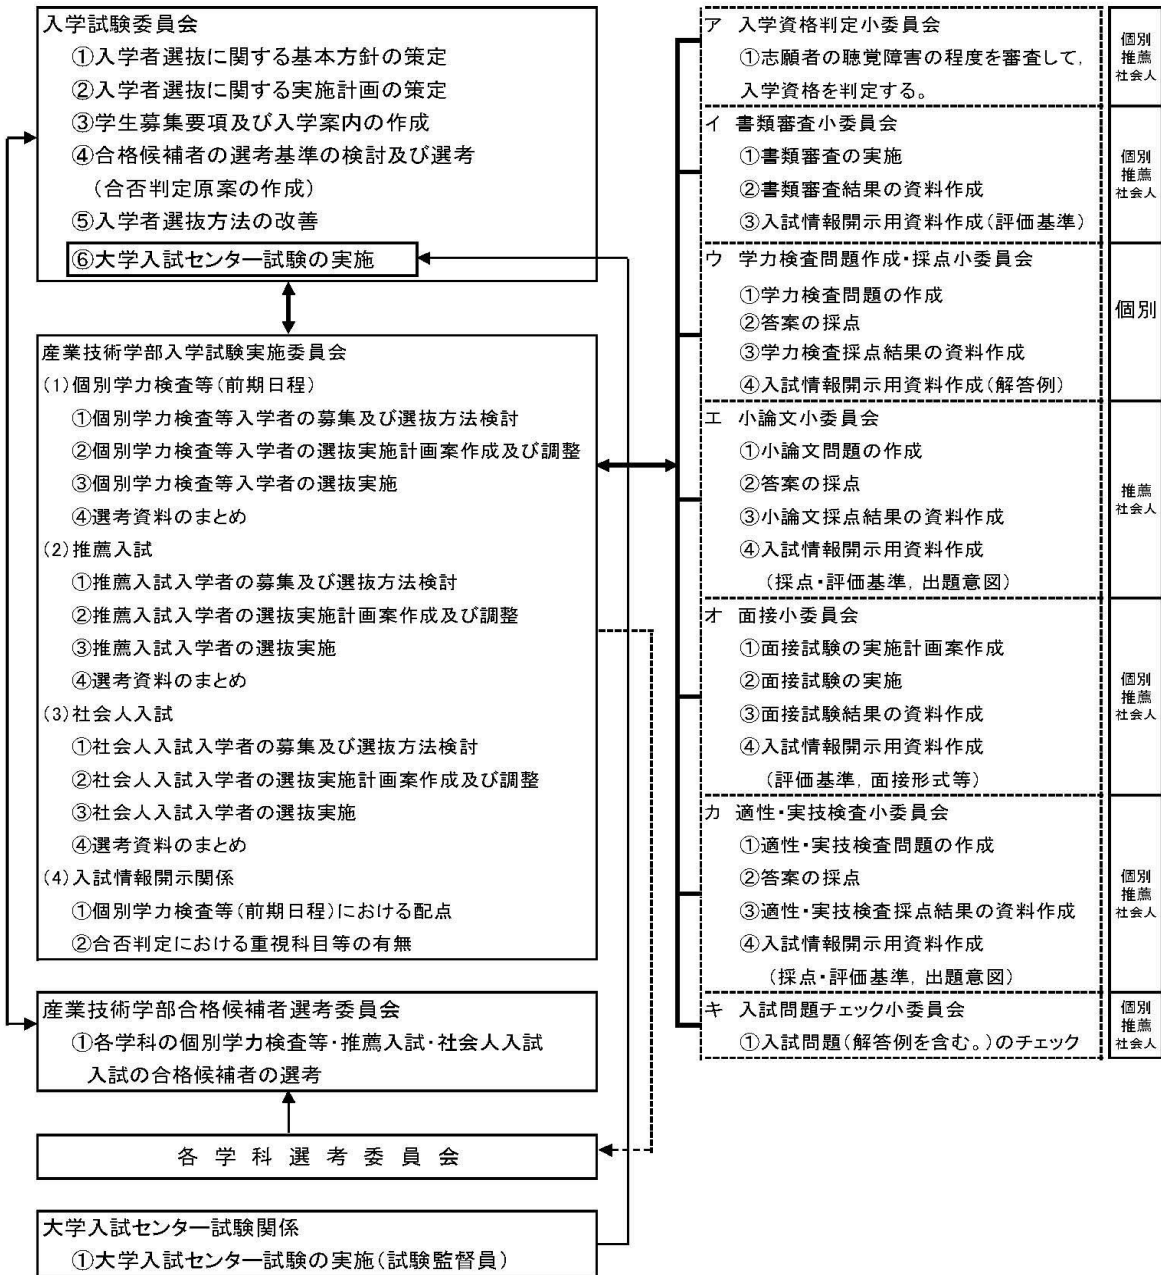 入学試験委員会
①入学者選抜に関する基本方針の策定
②入学者選抜に関する実施計画の策定
③学生募集要項及び入学案内の作成
④合格候補者の選考基準の検討及び選考
(合否判定原案の作成)
⑤入学者選抜方法の改善
⑥大学入試センター試験の実施
産業技術学部入学試験実施委員会
(1)個別学力検査等(前期日程)
①個別学力検査等入学者の募集及び選抜方法検討
②個別学力検査等入学者の選抜実施計画案作成及び調整
③個別学力検査等入学者の選抜実施
④選考資料のまとめ
(2)推薦入試
①推薦入試入学者の募集及び選抜方法検討
②推薦入試入学者の選抜実施計画案作成及び調整
③推薦入試入学者の選抜実施
④選考資料のまとめ
(3)社会人入試
①社会人入試入学者の募集及び選抜方法検討
②社会人入試入学者の選抜実施計画案作成及び調整
③社会人入試入学者の選抜実施
④選考資料のまとめ
(4)入試情報開示関係
①個別学力検査等(前期日程)における配点
②合否判定における重視科目等の有無
産業技術学部合格候補者選考委員会
①各学科の個別学力検査等・推薦入試・社会人入試
入試の合格候補者の選考
各学科選考委員会
大学入試センター試験関係
①大学入試センター試験の実施(試験監督員)
ア 入学資格判定小委員会
①志願者の聴覚障害の程度を審査して,
入学資格を判定する。
個別
推薦
社会人
イ 書類審査小委員会
①書類審査の実施
②書類審査結果の資料作成
③入試情報開示用資料作成(評価基準)
個別
推薦
社会人
ウ 学力検査問題作成・採点小委員会
①学力検査問題の作成
②答案の採点
③学力検査採点結果の資料作成
④入試情報開示用資料作成(解答例)
個別
エ 小論文小委員会
①小論文問題の作成
②答案の採点
③小論文採点結果の資料作成
④入試情報開示用資料作成
(採点・評価基準, 出題意図)
推薦
社会人
オ 面接小委員会
①面接試験の実施計画案作成
②面接試験の実施
③面接試験結果の資料作成
④入試情報開示用資料作成
(評価基準, 面接形式等)
個別
推薦
社会人
カ 適性・実技検査小委員会
①適性・実技検査問題の作成
②答案の採点
③適性・実技検査採点結果の資料作成
④入試情報開示用資料作成
(採点・評価基準, 出題意図)
個別
推薦
社会人
キ 入試問題チェック小委員会
①入試問題(解答例を含む。)のチェック
個別
推薦
社会人